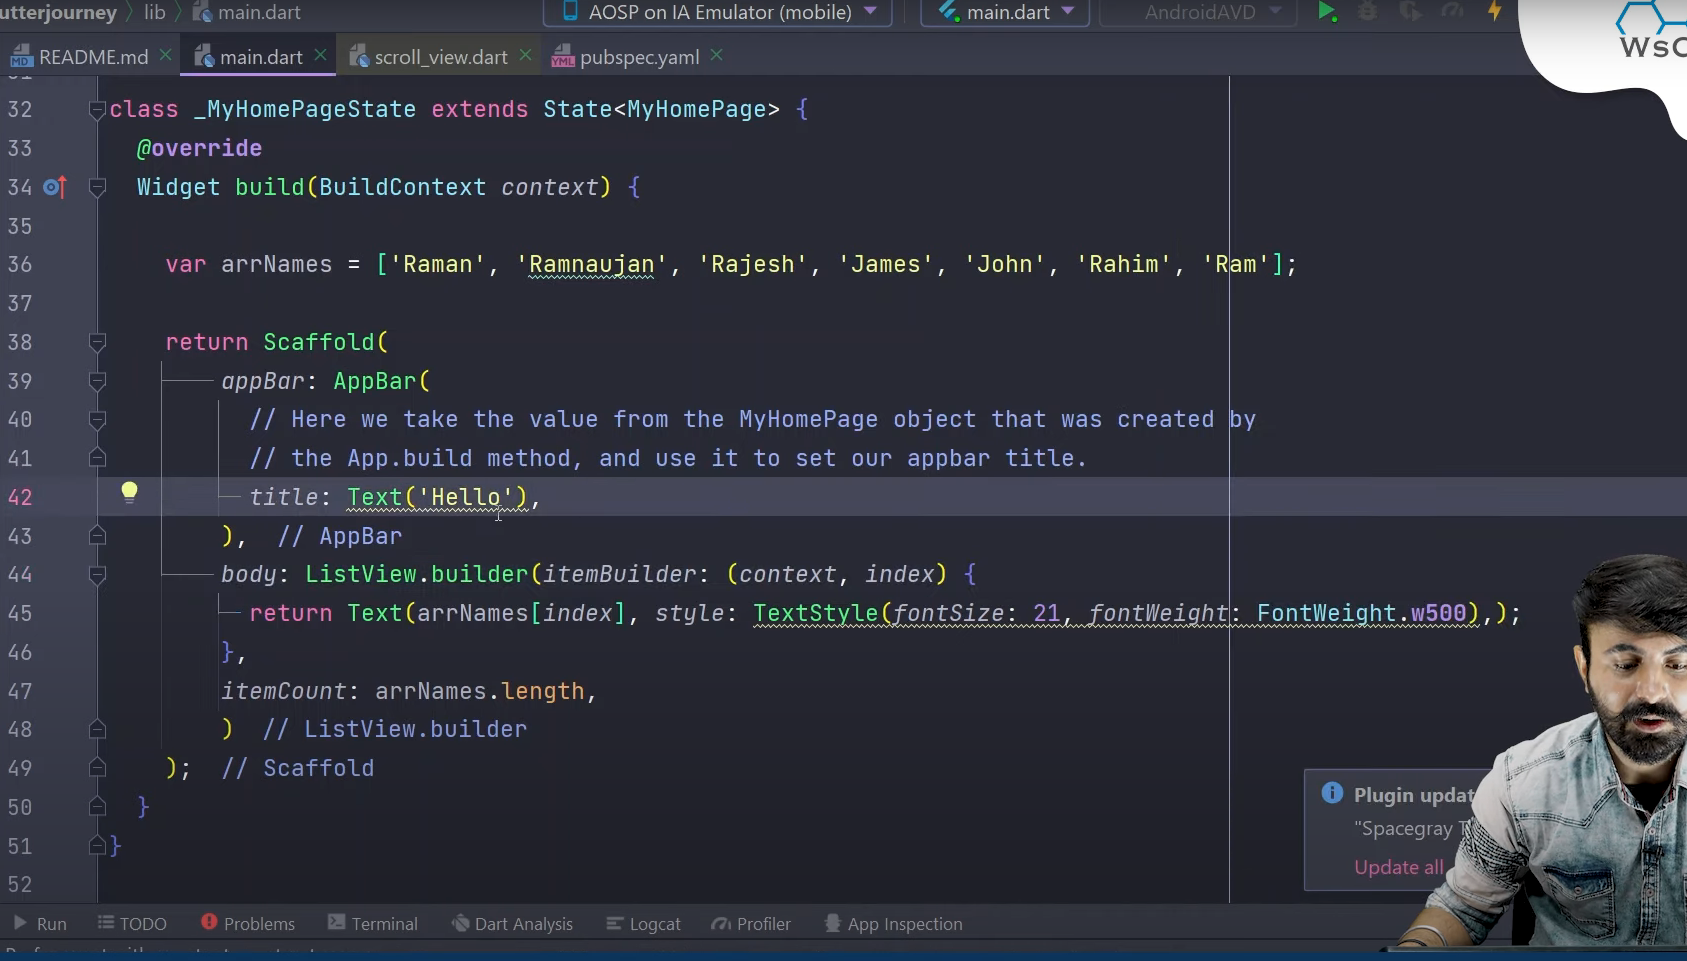 utterjourney lib main.dart AOSP on IA Emulator (mobile) main.dart AndroidAVD
README.md main.dart scroll_view.dart pubspec.yaml
32 class _MyHomePageState extends State<MyHomePage> {
33 @override
34 Widget build(BuildContext context) {
35
36 var arrNames = ['Raman', 'Ramnaujan', 'Rajesh', 'James', 'John', 'Rahim', 'Ram'];
37
38 return Scaffold(
39 appBar: AppBar(
40 // Here we take the value from the MyHomePage object that was created by
41 // the App.build method, and use it to set our appbar title.
42 title: Text('Hello'),
43 ), // AppBar
44 body: ListView.builder(itemBuilder: (context, index) {
45 return Text(arrNames[index], style: TextStyle(fontSize: 21, fontWeight: FontWeight.w500),);
46 },
47 itemCount: arrNames.length,
48 ) // ListView.builder
49 ); // Scaffold
50 }
51 }
52
Plugin updat
"Spacegray T
Update all
Run TODO Problems Terminal Dart Analysis Logcat Profiler App Inspection